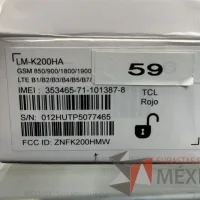 LM-K200HA
GSM 850/900/1800/1900
LTE B1/B2/B3/B4/B5/B7/
IMEI : 353465-71-101387-8
S/N: 012HUTP5077465
FCC ID: ZNFK200HMW
59
TCL
Rojo
MÉXI